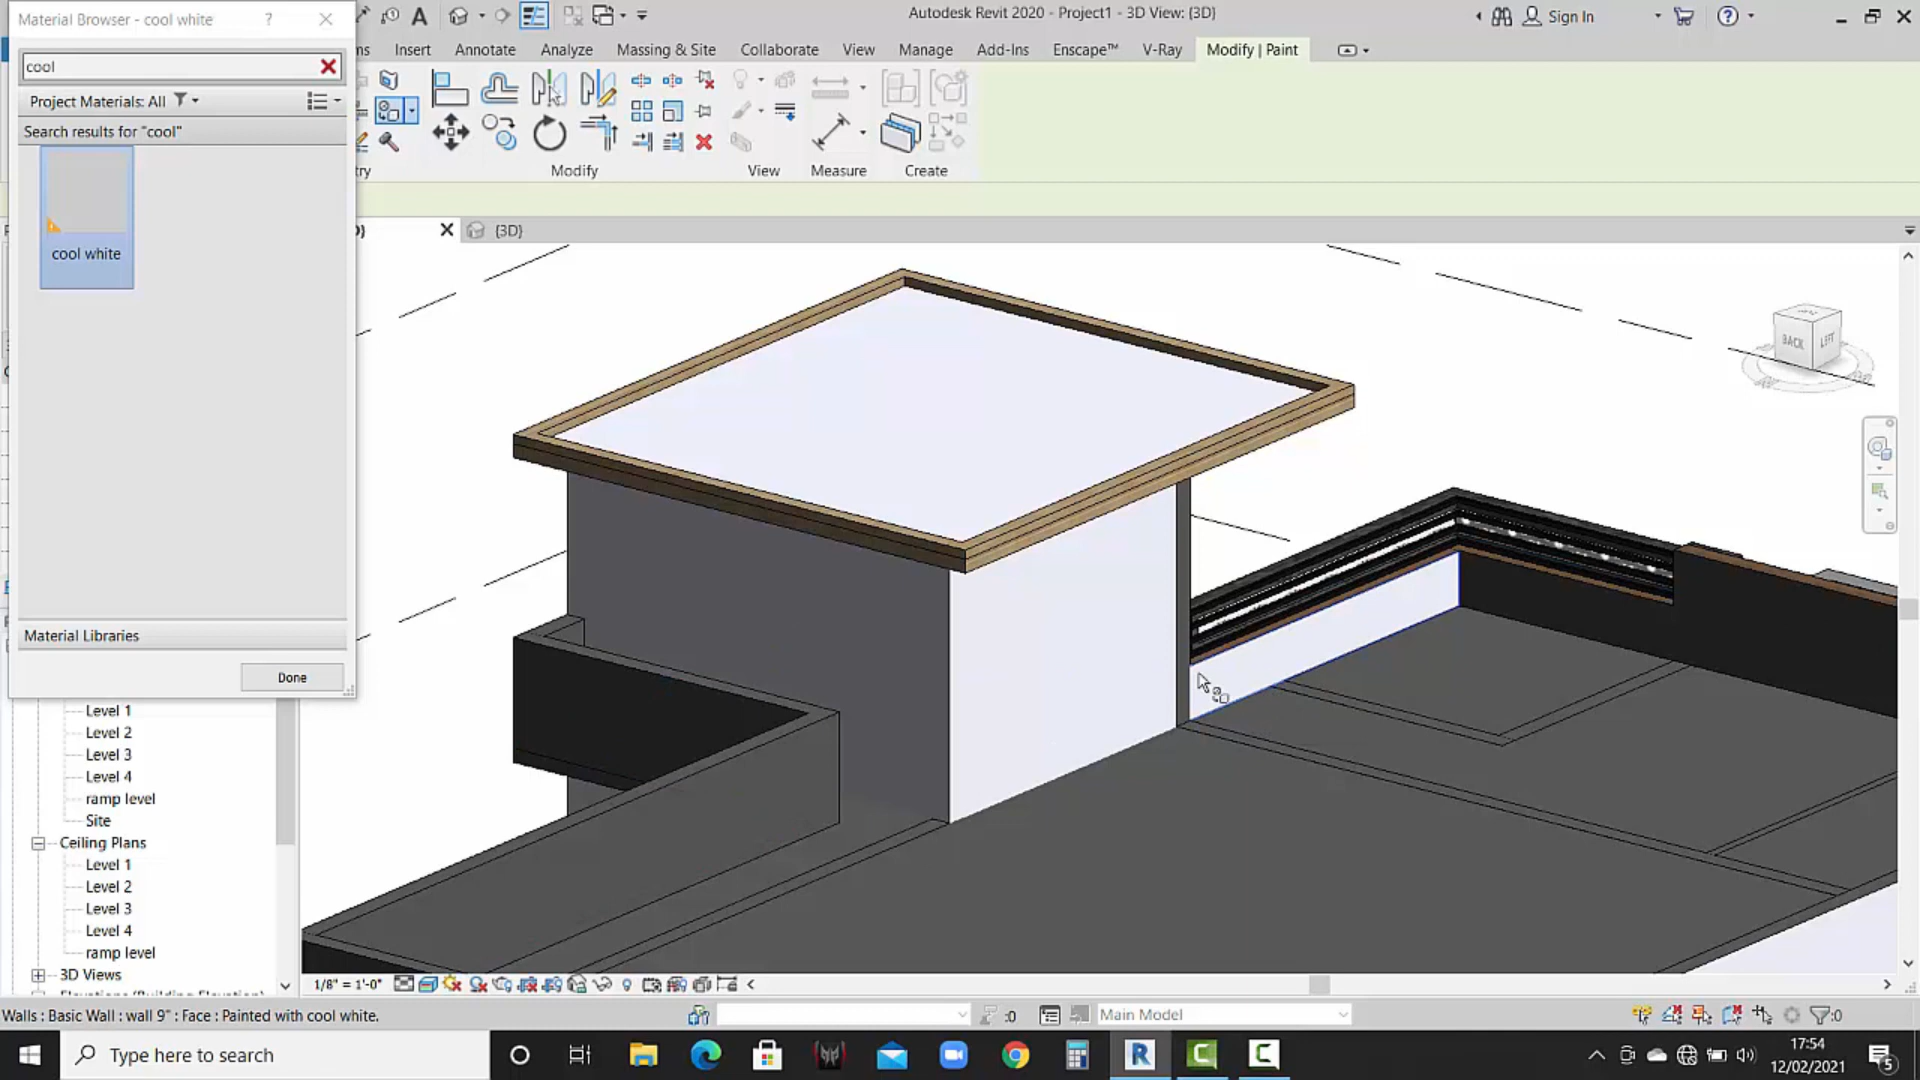 Material Browser - cool white
?
cool
Project Materials: All
Search results for "cool"
cool white
Material Libraries
Done
Autodesk Revit 2020 - Project1 - 3D View: {3D}
Sign In
Insert
Annotate
Analyze
Massing & Site
Collaborate
View
Manage
Add-Ins
Enscape™
V-Ray
Modify | Paint
Modify
View
Measure
Create
{3D}
BACK
LEFT
Level 1
Level 2
Level 3
Level 4
ramp level
Site
Ceiling Plans
Level 1
Level 2
Level 3
Level 4
ramp level
3D Views
1/8" = 1'-0"
Walls : Basic Wall : wall 9" : Face : Painted with cool white.
:0
Main Model
:0
Type here to search
17:54
12/02/2021
5